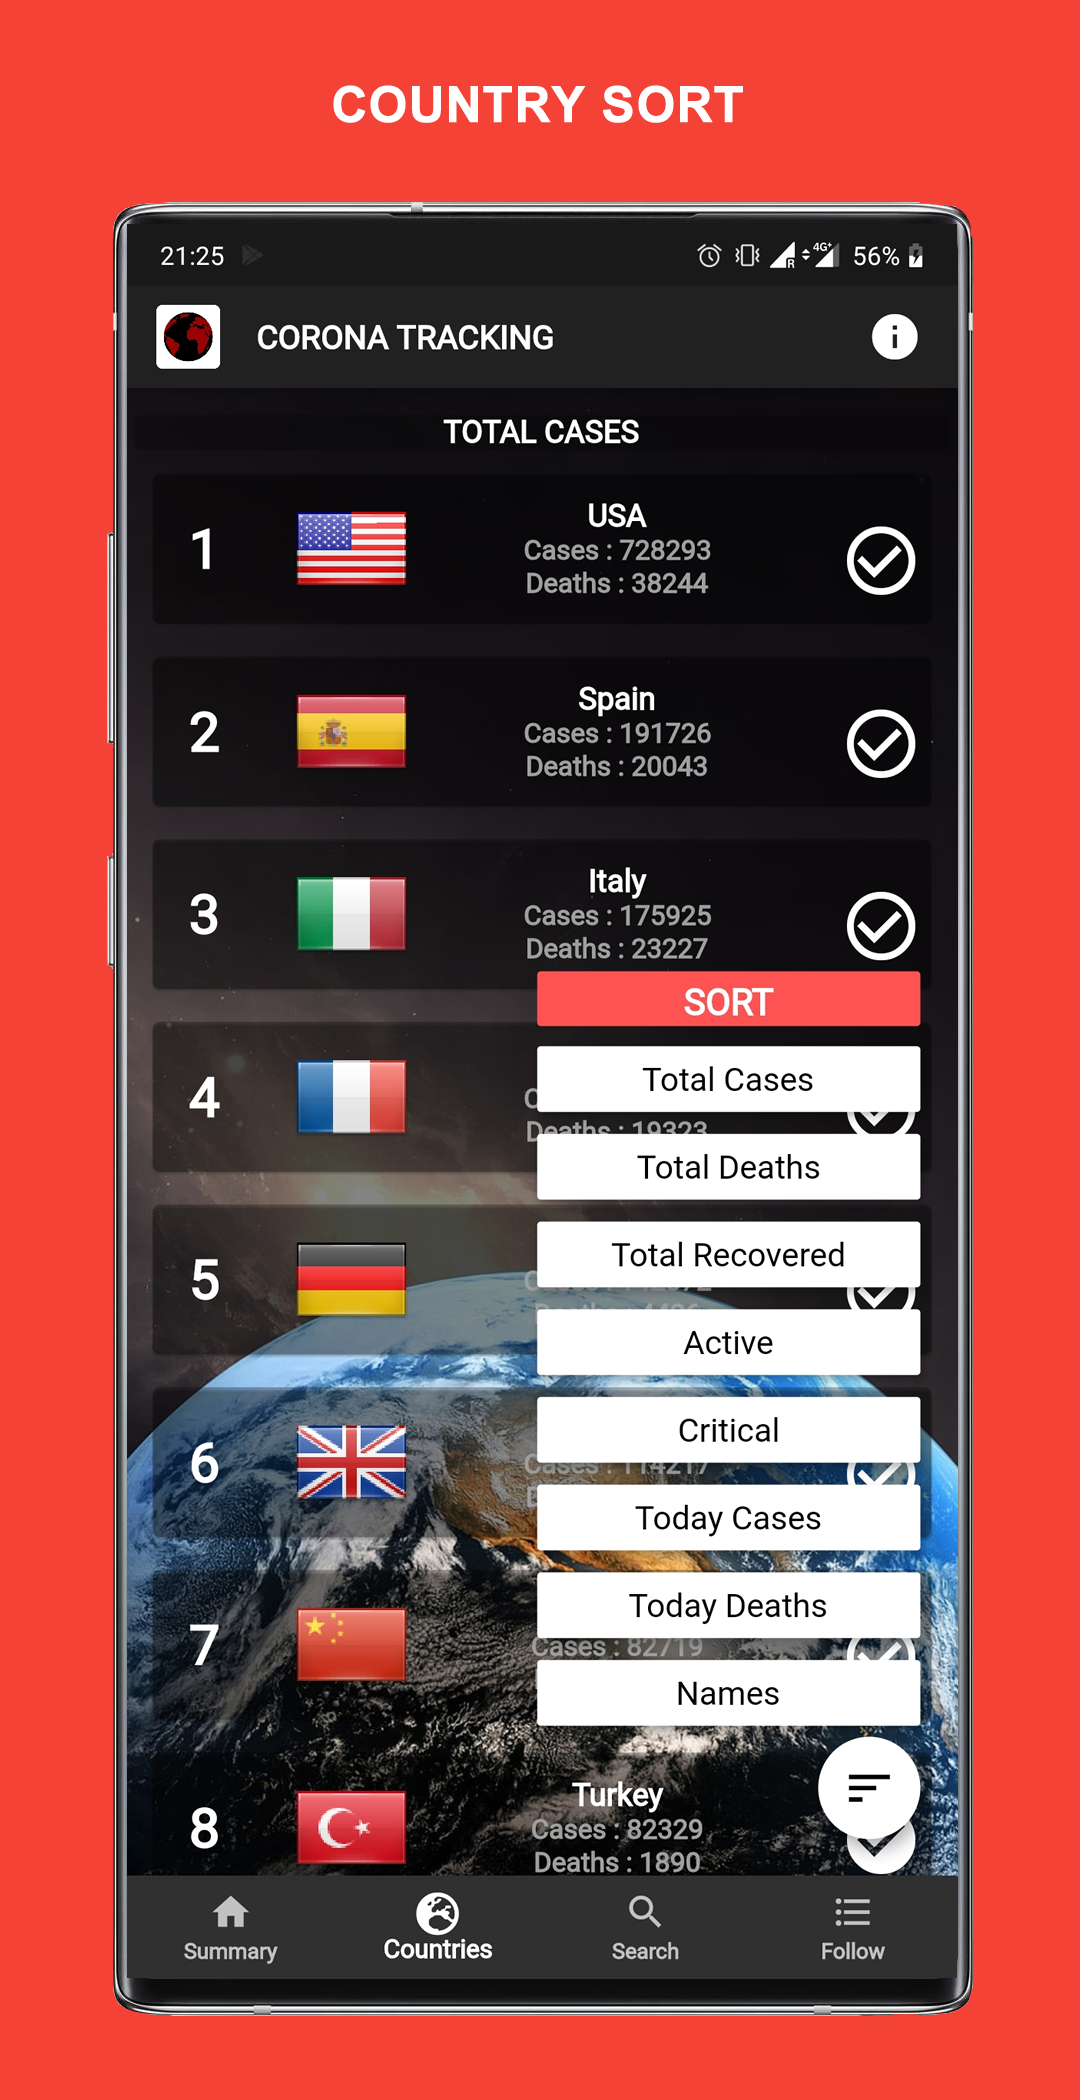 COUNTRY SORT
21:25
R
4G+
56%
CORONA TRACKING
i
TOTAL CASES
1
USA
Cases : 728293
Deaths : 38244
2
Spain
Cases : 191726
Deaths : 20043
3
Italy
Cases : 175925
Deaths : 23227
SORT
4
Total Cases
Deaths : 19323
Total Deaths
5
Total Recovered
Active
6
Critical
Cases : 114217
Today Cases
7
Today Deaths
Cases : 82719
Names
8
Turkey
Cases : 82329
Deaths : 1890
Summary
Countries
Search
Follow